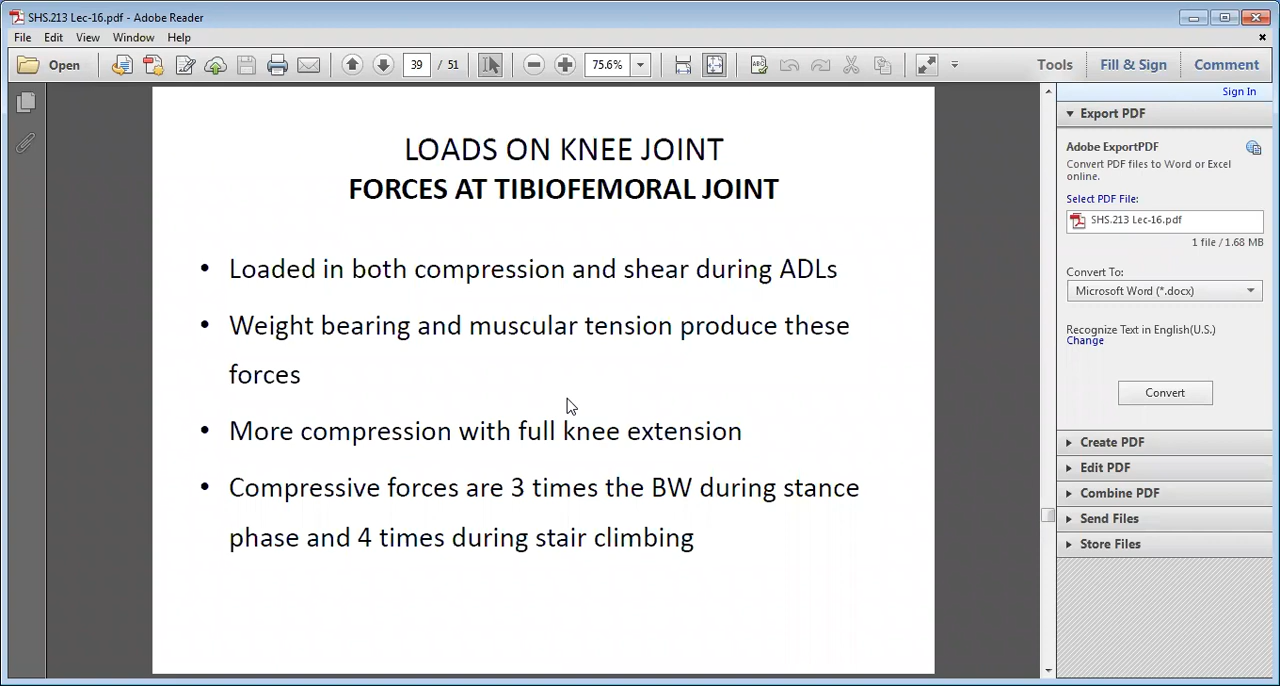 SHS.213 Lec-16.pdf - Adobe Reader
File Edit View Window Help
Open 39 / 51 75.6% Tools Fill & Sign Comment
Sign In
Export PDF
Adobe ExportPDF
Convert PDF files to Word or Excel
online.
Select PDF File:
SHS.213 Lec-16.pdf
1 file / 1.68 MB
Convert To:
Microsoft Word (*.docx)
Recognize Text in English(U.S.)
Change
Convert
Create PDF
Edit PDF
Combine PDF
Send Files
Store Files
LOADS ON KNEE JOINT
FORCES AT TIBIOFEMORAL JOINT
• Loaded in both compression and shear during ADLs
• Weight bearing and muscular tension produce these
forces
• More compression with full knee extension
• Compressive forces are 3 times the BW during stance
phase and 4 times during stair climbing